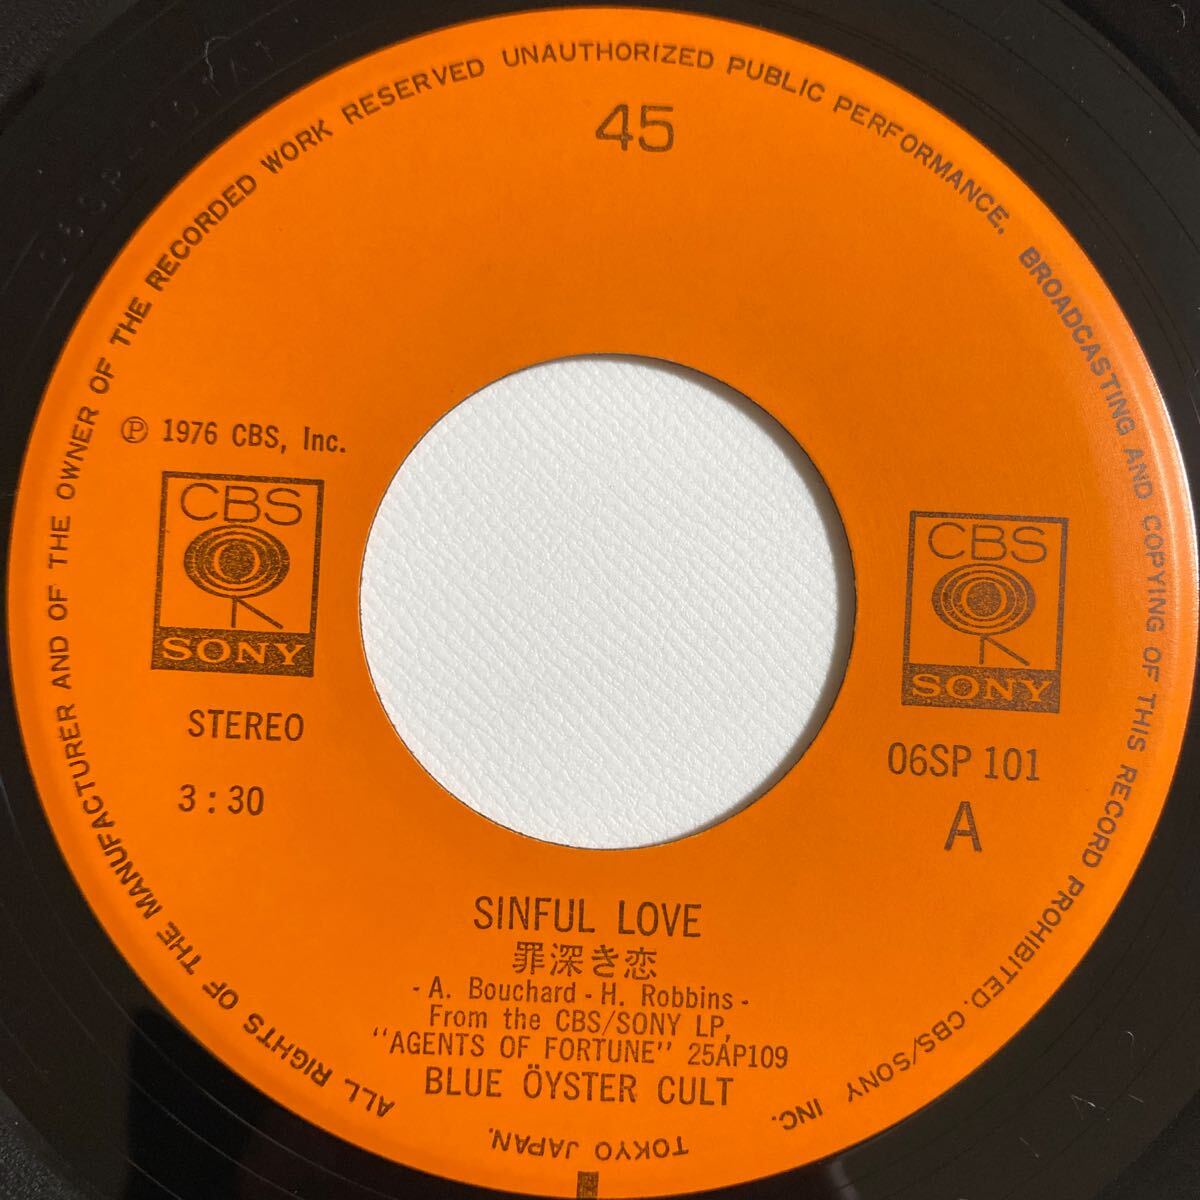 ALL RIGHTS OF THE MANUFACTURER AND OF THE OWNER OF THE RECORDED WORK RESERVED UNAUTHORIZED PUBLIC PERFORMANCE. BROADCASTING AND COPYING OF THIS RECORD PROHIBITED. CBS/SONY INC.
TOKYO JAPAN.
45
Ⓟ 1976 CBS, Inc.
CBS
SONY
STEREO
3:30
CBS
SONY
06SP 101
A
SINFUL LOVE
罪深き恋
- A. Bouchard - H. Robbins -
From the CBS/SONY LP,
"AGENTS OF FORTUNE" 25AP109
BLUE ÖYSTER CULT